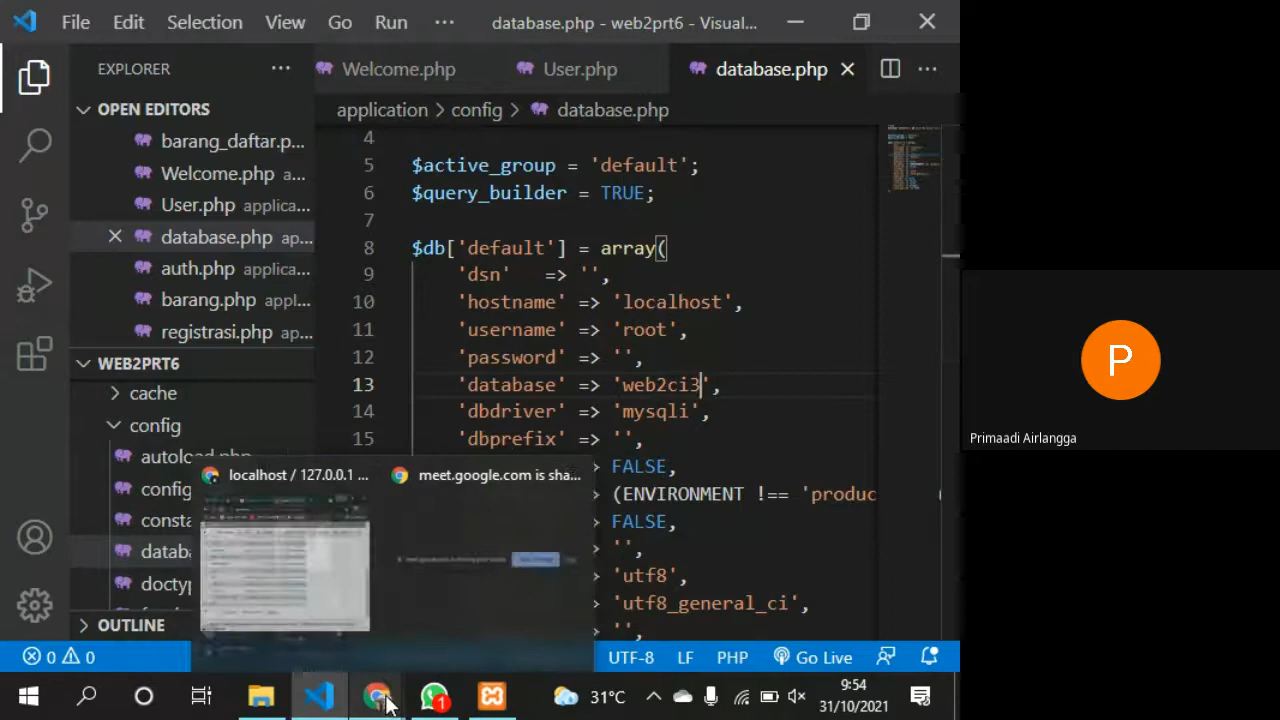 File Edit Selection View Go Run ··· database.php - web2prt6 - Visual...
EXPLORER ···
Welcome.php User.php database.php ···
OPEN EDITORS
application > config > database.php
barang_daftar.p...
Welcome.php a...
User.php applica...
database.php ap...
auth.php applica...
barang.php appl...
registrasi.php ap...
WEB2PRT6
cache
config
autoload.php
config
consta
databa
doctyp
OUTLINE
4
5 $active_group = 'default';
6 $query_builder = TRUE;
7
8 $db['default'] = array(
9 'dsn' => '',
10 'hostname' => 'localhost',
11 'username' => 'root',
12 'password' => '',
13 'database' => 'web2ci3',
14 'dbdriver' => 'mysqli',
15 'dbprefix' => '',
> FALSE,
> (ENVIRONMENT !== 'produc
> FALSE,
> '',
> 'utf8',
> 'utf8_general_ci',
> '',
localhost / 127.0.0.1 ... meet.google.com is sha...
0 0 UTF-8 LF PHP Go Live
1 31°C 9:54
31/10/2021
P
Primaadi Airlangga